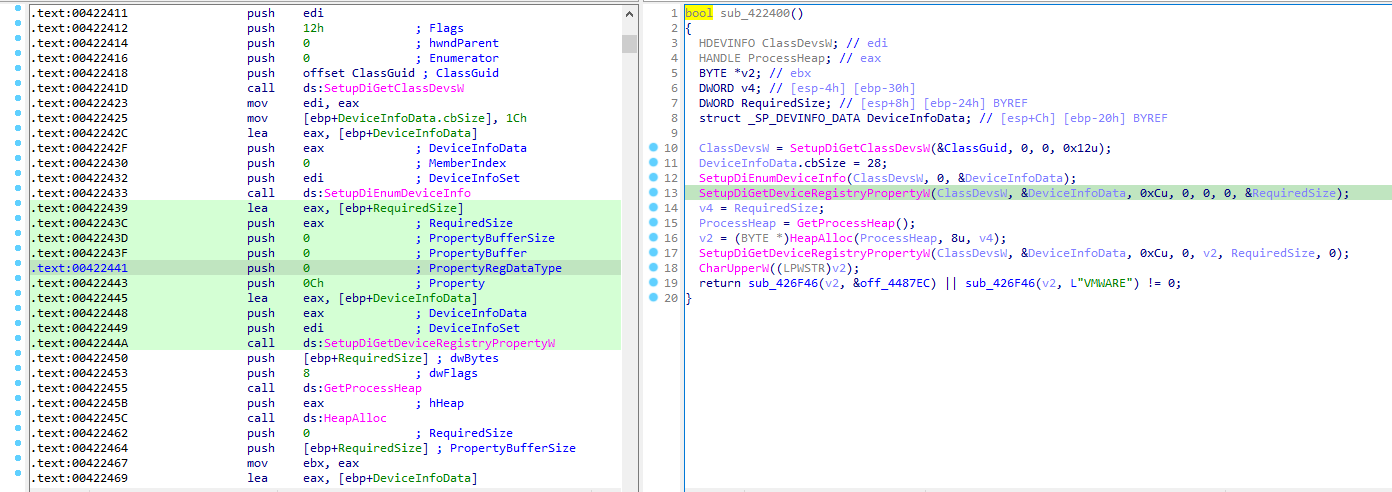 .text:00422411 push edi
.text:00422412 push 12h ; Flags
.text:00422414 push 0 ; hwndParent
.text:00422416 push 0 ; Enumerator
.text:00422418 push offset ClassGuid ; ClassGuid
.text:0042241D call ds:SetupDiGetClassDevsW
.text:00422423 mov edi, eax
.text:00422425 mov [ebp+DeviceInfoData.cbSize], 1Ch
.text:0042242C lea eax, [ebp+DeviceInfoData]
.text:0042242F push eax ; DeviceInfoData
.text:00422430 push 0 ; MemberIndex
.text:00422432 push edi ; DeviceInfoSet
.text:00422433 call ds:SetupDiEnumDeviceInfo
.text:00422439 lea eax, [ebp+RequiredSize]
.text:0042243C push eax ; RequiredSize
.text:0042243D push 0 ; PropertyBufferSize
.text:0042243F push 0 ; PropertyBuffer
.text:00422441 push 0 ; PropertyRegDataType
.text:00422443 push 0Ch ; Property
.text:00422445 lea eax, [ebp+DeviceInfoData]
.text:00422448 push eax ; DeviceInfoData
.text:00422449 push edi ; DeviceInfoSet
.text:0042244A call ds:SetupDiGetDeviceRegistryPropertyW
.text:00422450 push [ebp+RequiredSize] ; dwBytes
.text:00422453 push 8 ; dwFlags
.text:00422455 call ds:GetProcessHeap
.text:0042245B push eax ; hHeap
.text:0042245C call ds:HeapAlloc
.text:00422462 push 0 ; RequiredSize
.text:00422464 push [ebp+RequiredSize] ; PropertyBufferSize
.text:00422467 mov ebx, eax
.text:00422469 lea eax, [ebp+DeviceInfoData]
1 bool sub_422400()
2 {
3 HDEVINFO ClassDevsW; // edi
4 HANDLE ProcessHeap; // eax
5 BYTE *v2; // ebx
6 DWORD v4; // [esp-4h] [ebp-30h]
7 DWORD RequiredSize; // [esp+8h] [ebp-24h] BYREF
8 struct _SP_DEVINFO_DATA DeviceInfoData; // [esp+Ch] [ebp-20h] BYREF
9
10 ClassDevsW = SetupDiGetClassDevsW(&ClassGuid, 0, 0, 0x12u);
11 DeviceInfoData.cbSize = 28;
12 SetupDiEnumDeviceInfo(ClassDevsW, 0, &DeviceInfoData);
13 SetupDiGetDeviceRegistryPropertyW(ClassDevsW, &DeviceInfoData, 0xCu, 0, 0, 0, &RequiredSize);
14 v4 = RequiredSize;
15 ProcessHeap = GetProcessHeap();
16 v2 = (BYTE *)HeapAlloc(ProcessHeap, 8u, v4);
17 SetupDiGetDeviceRegistryPropertyW(ClassDevsW, &DeviceInfoData, 0xCu, 0, v2, RequiredSize, 0);
18 CharUpperW((LPWSTR)v2);
19 return sub_426F46(v2, &off_4487EC) || sub_426F46(v2, L"VMWARE") != 0;
20 }